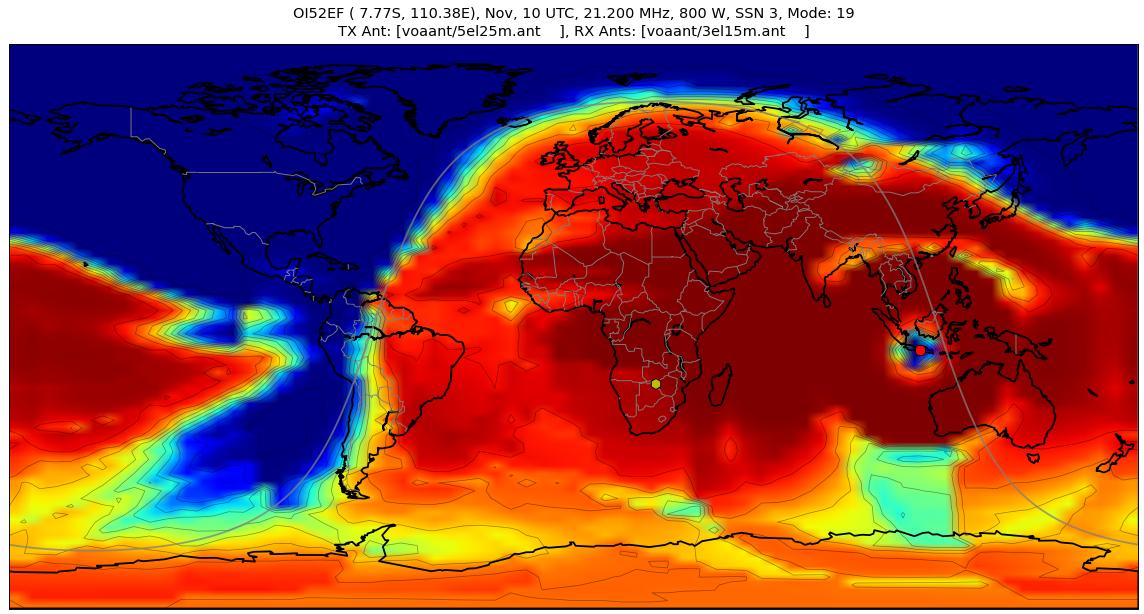 OI52EF ( 7.77S, 110.38E), Nov, 10 UTC, 21.200 MHz, 800 W, SSN 3, Mode: 19
TX Ant: [voaant/5el25m.ant    ], RX Ants: [voaant/3el15m.ant    ]